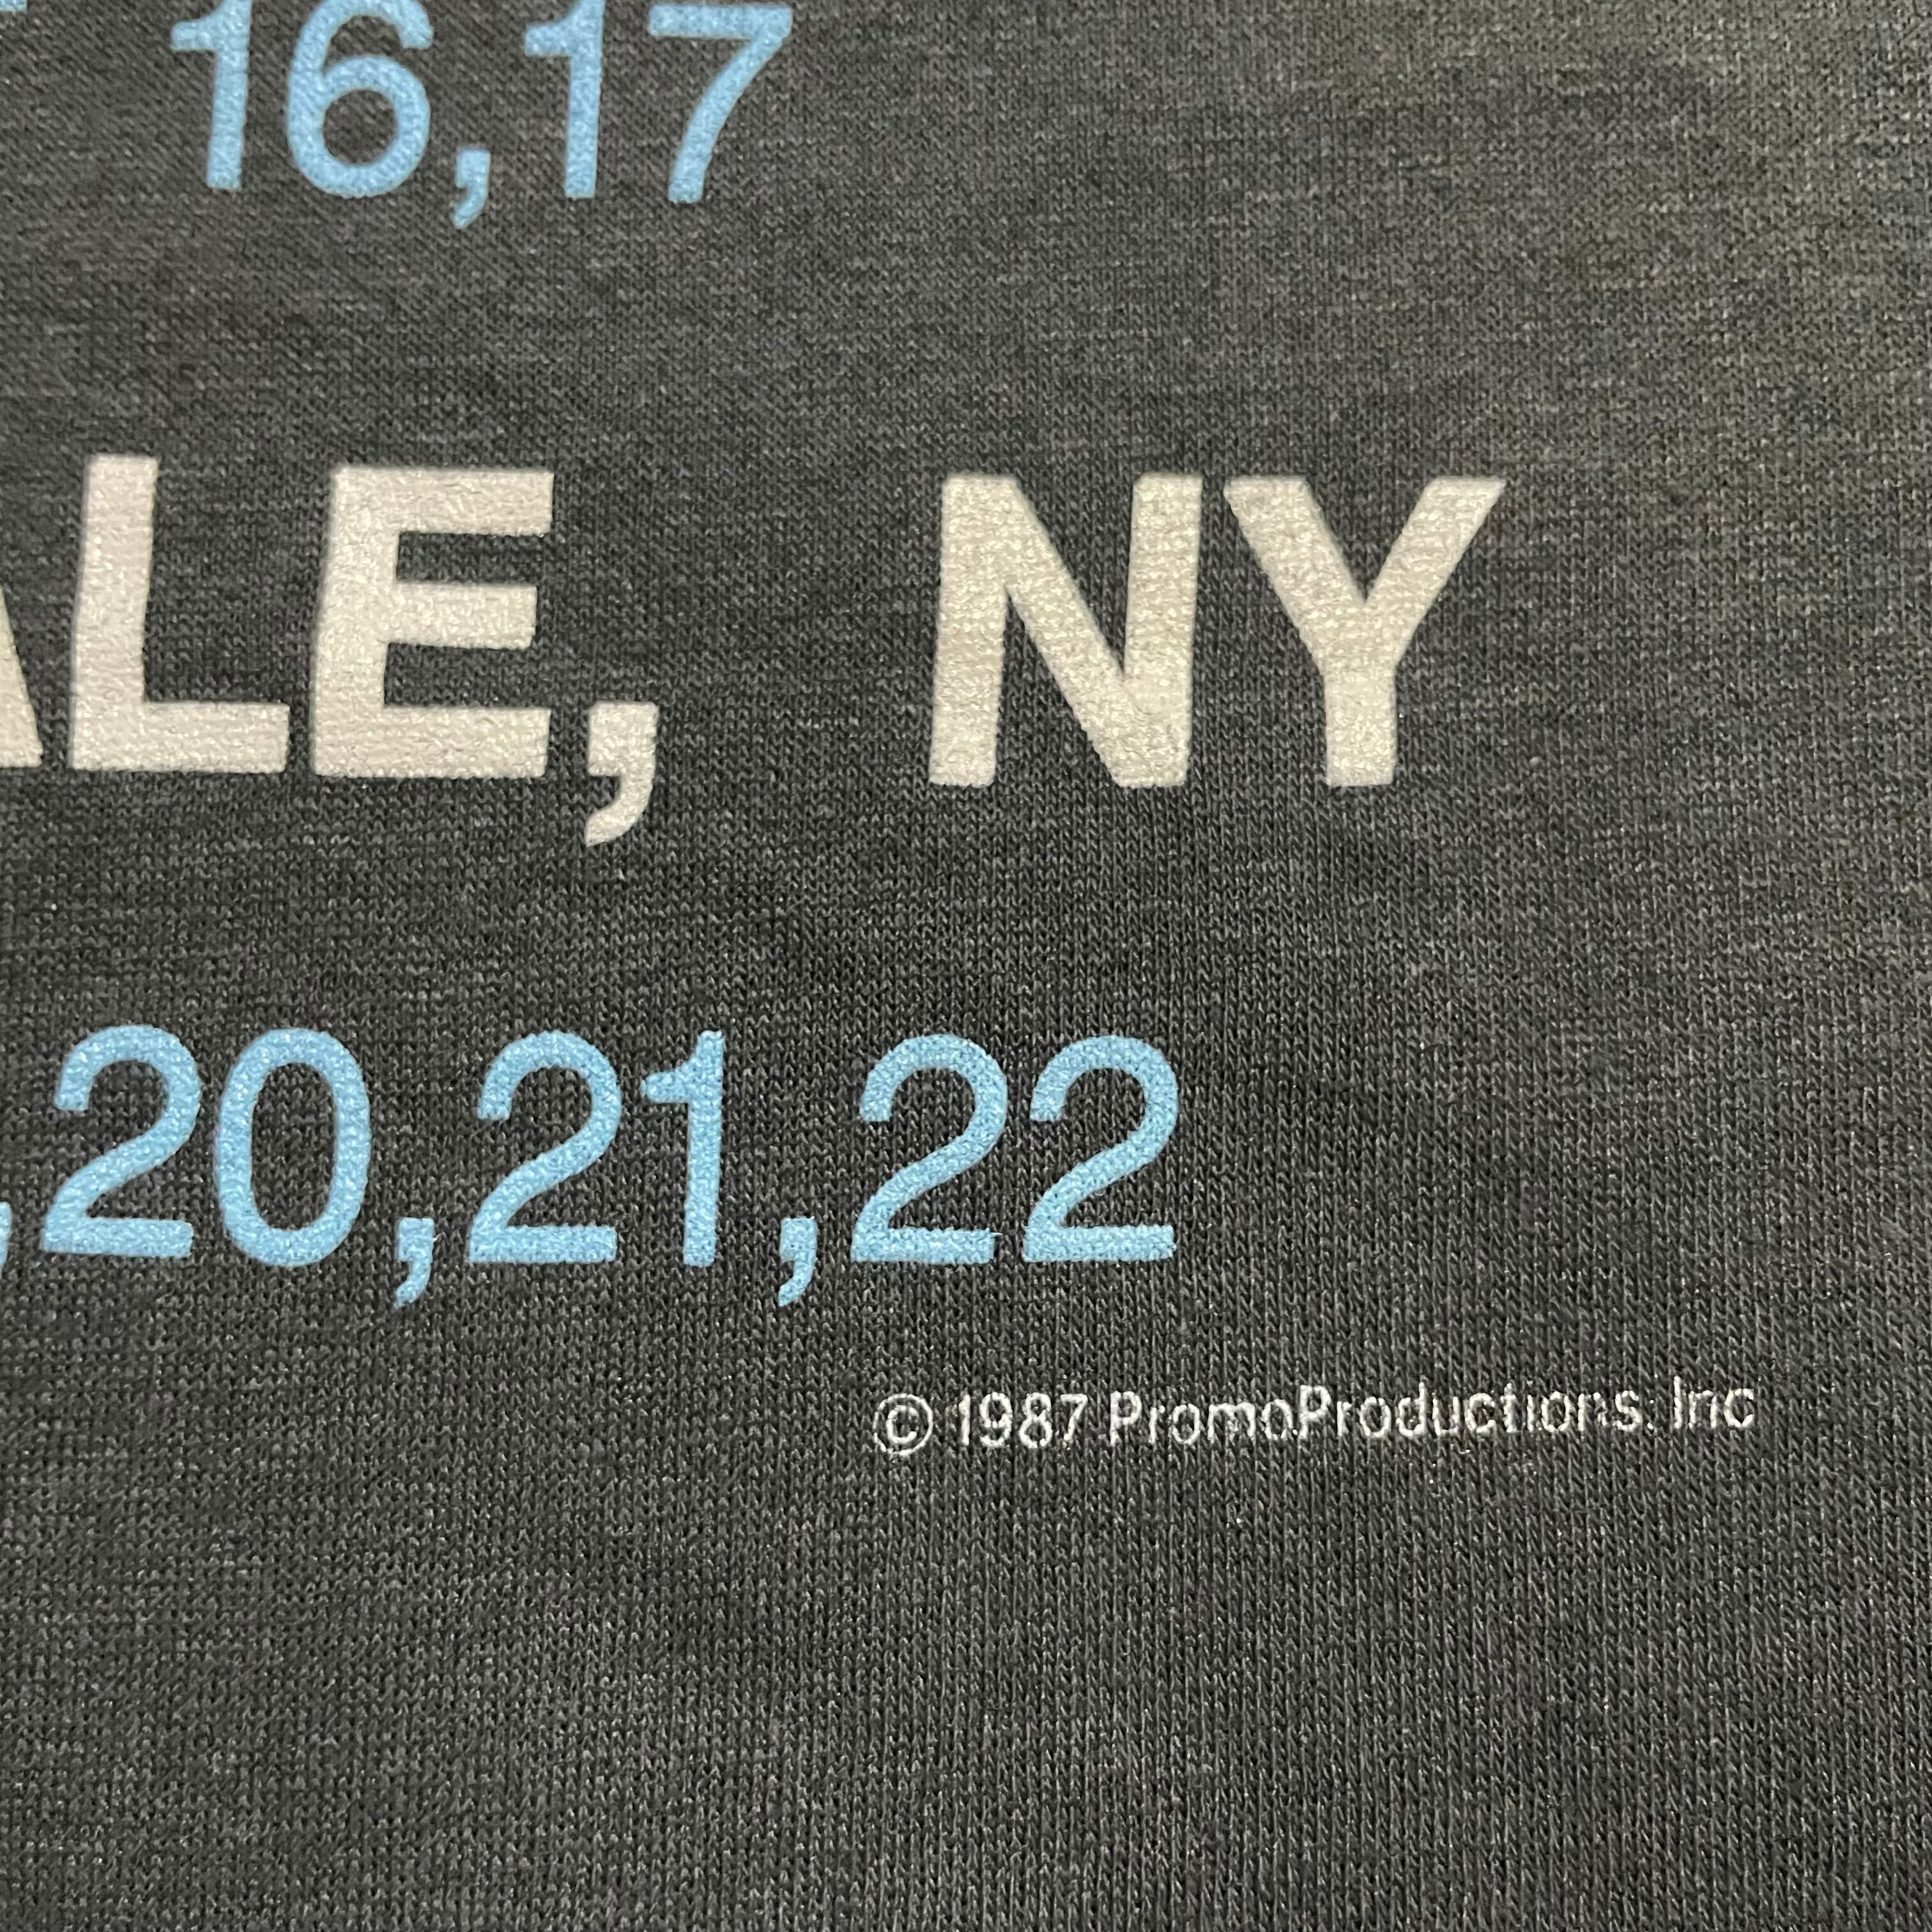 16,17
ALE, NY
,20,21,22
© 1987 PromoProductions, Inc